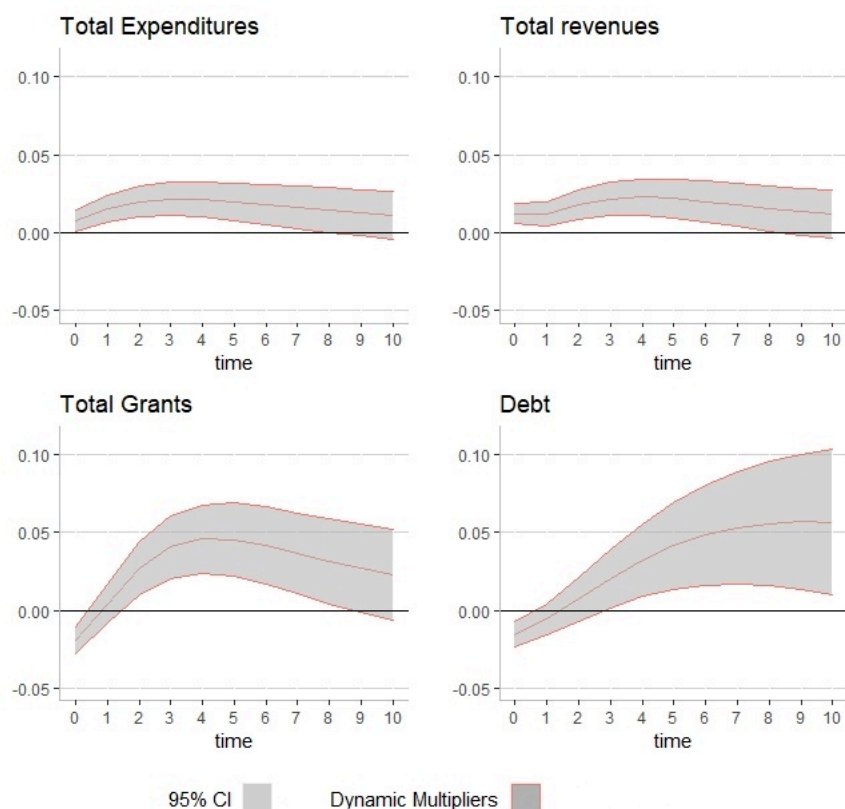 Total Expenditures
0.10
0.05
0.00
-0.05
0 1 2 3 4 5 6 7 8 9 10
time
Total revenues
0.10
0.05
0.00
-0.05
0 1 2 3 4 5 6 7 8 9 10
time
Total Grants
0.10
0.05
0.00
-0.05
0 1 2 3 4 5 6 7 8 9 10
time
Debt
0.10
0.05
0.00
-0.05
0 1 2 3 4 5 6 7 8 9 10
time
95% CI Dynamic Multipliers